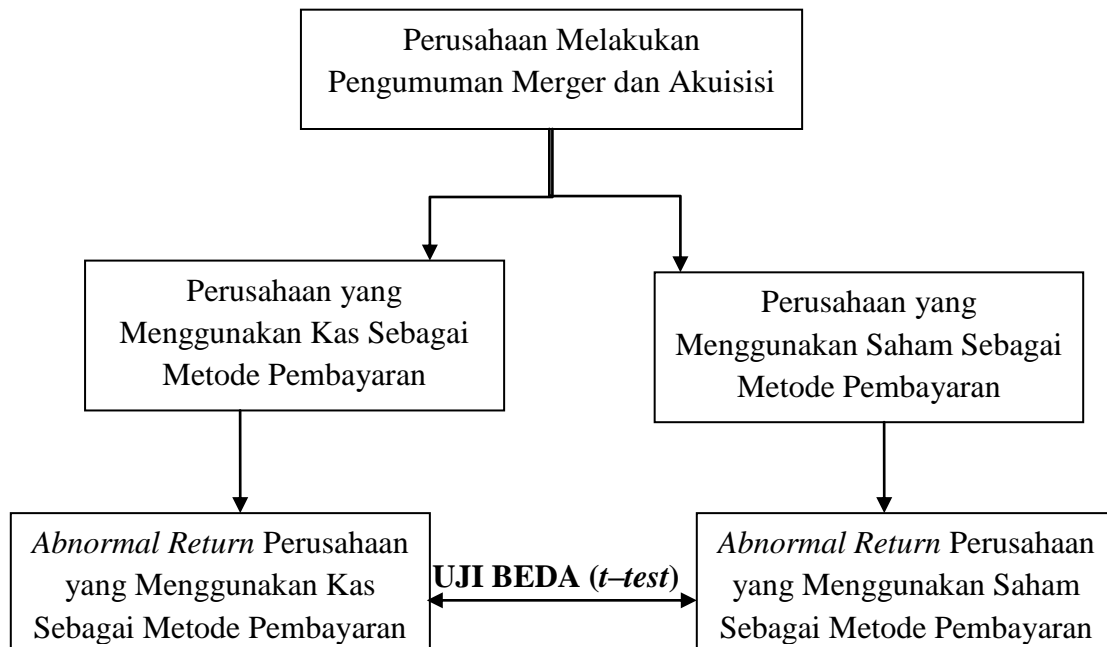 Perusahaan Melakukan
Pengumuman Merger dan Akuisisi
Perusahaan yang
Menggunakan Kas Sebagai
Metode Pembayaran
Perusahaan yang
Menggunakan Saham Sebagai
Metode Pembayaran
Abnormal Return Perusahaan
yang Menggunakan Kas
Sebagai Metode Pembayaran
UJI BEDA (t–test)
Abnormal Return Perusahaan
yang Menggunakan Saham
Sebagai Metode Pembayaran